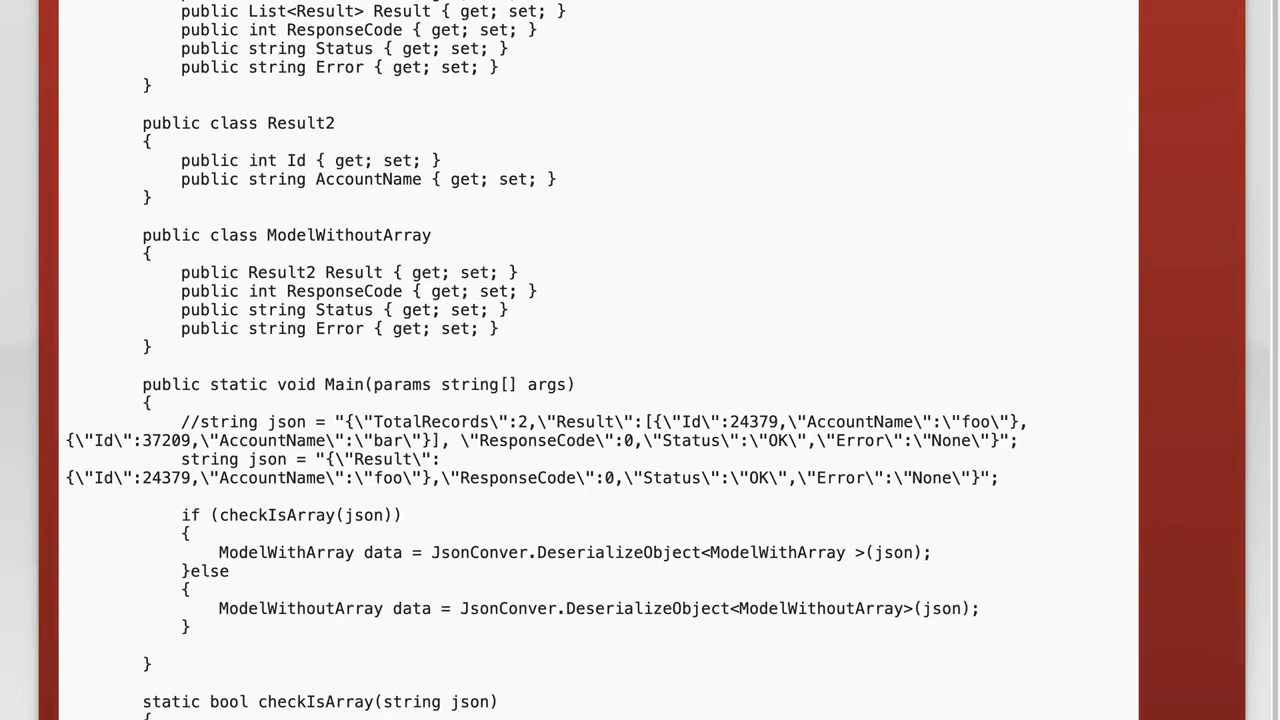 public List<Result> Result { get; set; }
public int ResponseCode { get; set; }
public string Status { get; set; }
public string Error { get; set; }
}
public class Result2
{
public int Id { get; set; }
public string AccountName { get; set; }
}
public class ModelWithoutArray
{
public Result2 Result { get; set; }
public int ResponseCode { get; set; }
public string Status { get; set; }
public string Error { get; set; }
}
public static void Main(params string[] args)
{
//string json = "{\"TotalRecords\":2,\"Result\":[{\"Id\":24379,\"AccountName\":\"foo\"},
{\"Id\":37209,\"AccountName\":\"bar\"}], \"ResponseCode\":0,\"Status\":\"OK\",\"Error\":\"None\"}";
string json = "{\"Result\":
{\"Id\":24379,\"AccountName\":\"foo\"},\"ResponseCode\":0,\"Status\":\"OK\",\"Error\":\"None\"}";
if (checkIsArray(json))
{
ModelWithArray data = JsonConver.DeserializeObject<ModelWithArray >(json);
}else
{
ModelWithoutArray data = JsonConver.DeserializeObject<ModelWithoutArray>(json);
}
}
static bool checkIsArray(string json)
{